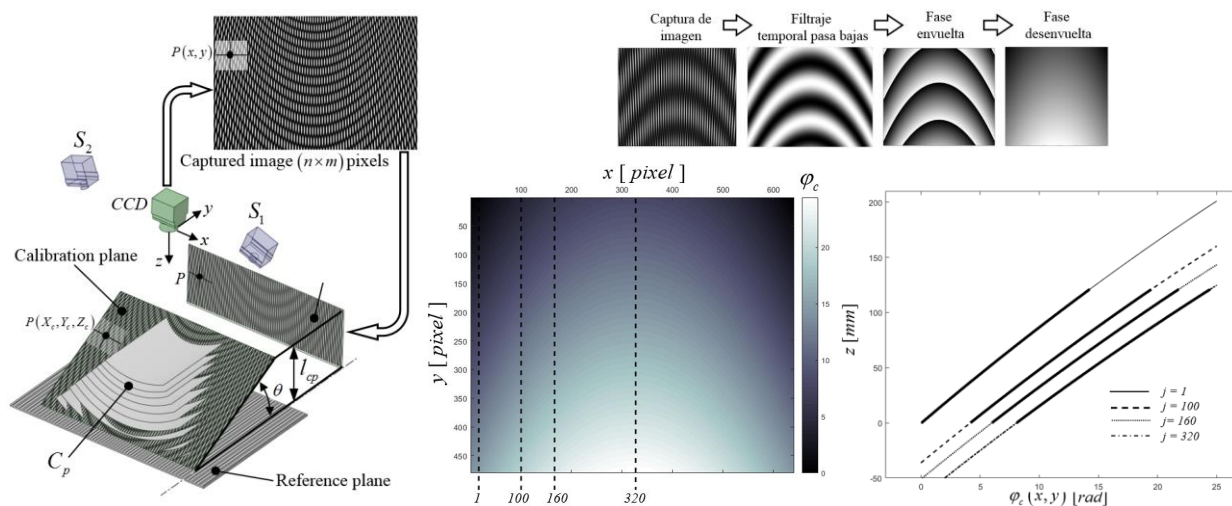 P(x, y)
Captured image (n×m) pixels
S2
CCD
y
x
z
S1
Calibration plane
P
P(Xc,Yc,Zc)
lcp
θ
Cp
Reference plane
Captura de
imagen
Filtraje
temporal pasa bajas
Fase
envuelta
Fase
desenvuelta
x [ pixel ]
φc
100 200 300 400 500 600
50
100
150
200
250
300
350
400
450
y [ pixel ]
20
15
10
5
0
1 100 160 320
z [mm]
200
150
100
50
0
-50
j = 1
j = 100
j =160
j = 320
0 5 10 15 20 25
φc (x, y) [rad]